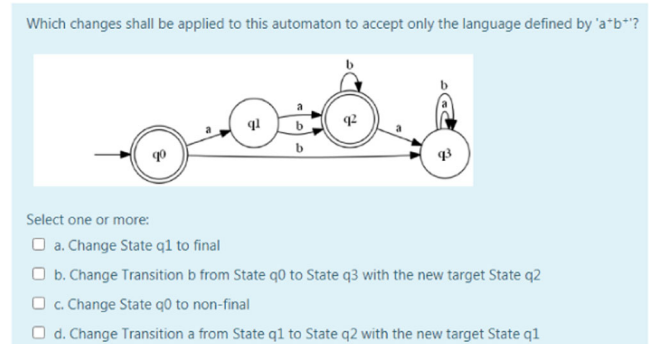 Which changes shall be applied to this automaton to accept only the language defined by 'a*b*'?
b
b
a
a
q1
b
q2
a
a
b
q0
q3
Select one or more:
a. Change State q1 to final
b. Change Transition b from State q0 to State q3 with the new target State q2
c. Change State q0 to non-final
d. Change Transition a from State q1 to State q2 with the new target State q1